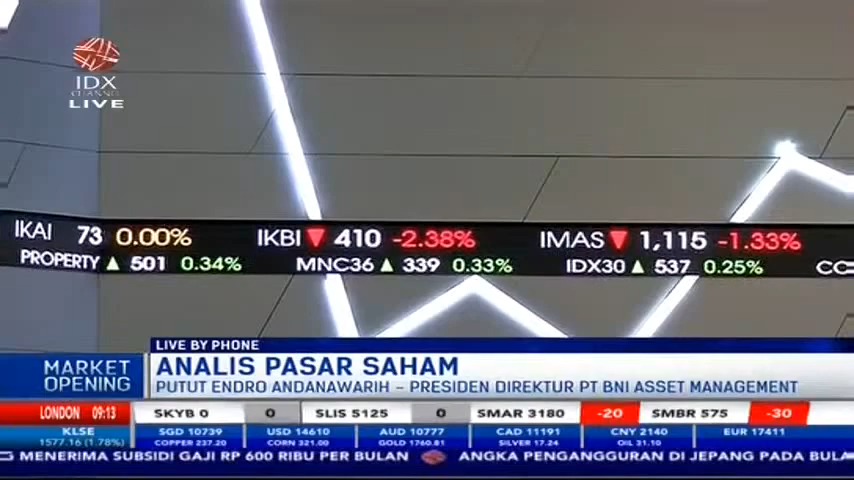 IDX
CHANNEL
LIVE
IKAI 73 0.00% IKBI ▼ 410 -2.38% IMAS ▼ 1,115 -1.33%
PROPERTY ▲ 501 0.34% MNC36 ▲ 339 0.33% IDX30 ▲ 537 0.25%
LIVE BY PHONE
MARKET OPENING
ANALIS PASAR SAHAM
PUTUT ENDRO ANDANAWARIH – PRESIDEN DIREKTUR PT BNI ASSET MANAGEMENT
LONDON 09:13 SKYB 0 0 SLIS 5125 0 SMAR 3180 -20 SMBR 575 -30
KLSE SGD 10739 USD 14610 AUD 10777 CAD 11191 CNY 2140 EUR 17411
1577.16 (1.78%) COPPER 237.20 CORN 321.00 GOLD 1760.81 SILVER 17.24 OIL 31.10
G MENERIMA SUBSIDI GAJI RP 600 RIBU PER BULAN ANGKA PENGANGGURAN DI JEPANG PADA BULA